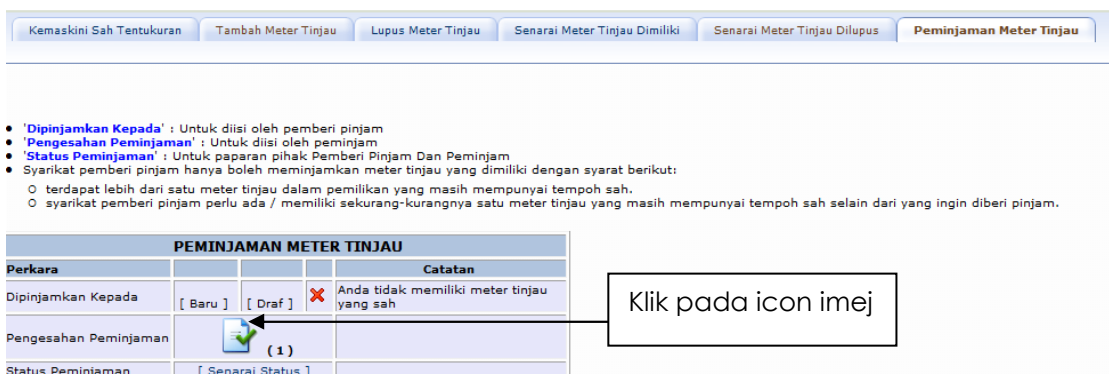 Kemaskini Sah Tentukuran Tambah Meter Tinjau Lupus Meter Tinjau Senarai Meter Tinjau Dimiliki Senarai Meter Tinjau Dilupus Peminjaman Meter Tinjau
• 'Dipinjamkan Kepada' : Untuk diisi oleh pemberi pinjam
• 'Pengesahan Peminjaman' : Untuk diisi oleh peminjam
• 'Status Peminjaman' : Untuk paparan pihak Pemberi Pinjam Dan Peminjam
• Syarikat pemberi pinjam hanya boleh meminjamkan meter tinjau yang dimiliki dengan syarat berikut:
o terdapat lebih dari satu meter tinjau dalam pemilikan yang masih mempunyai tempoh sah.
o syarikat pemberi pinjam perlu ada / memiliki sekurang-kurangnya satu meter tinjau yang masih mempunyai tempoh sah selain dari yang ingin diberi pinjam.
PEMINJAMAN METER TINJAU
Perkara Catatan
Dipinjamkan Kepada [ Baru ] [ Draf ] Anda tidak memiliki meter tinjau
yang sah
Pengesahan Peminjaman (1)
Status Peminjaman [ Senarai Status ]
Klik pada icon imej